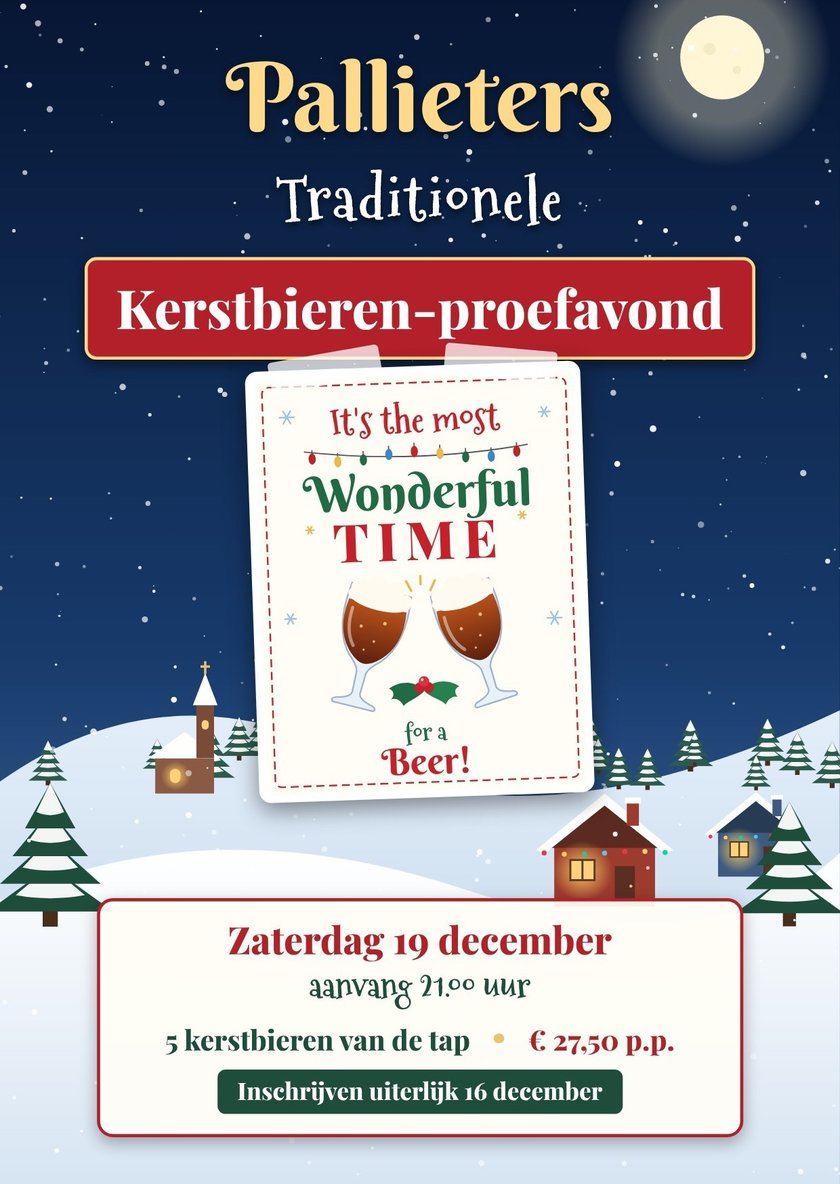 Pallieters
Traditionele
Kerstbieren-proefavond
It's the most
Wonderful
TIME
for a
Beer!
Zaterdag 19 december
aanvang 21.00 uur
5 kerstbieren van de tap • € 27,50 p.p.
Inschrijven uiterlijk 16 december